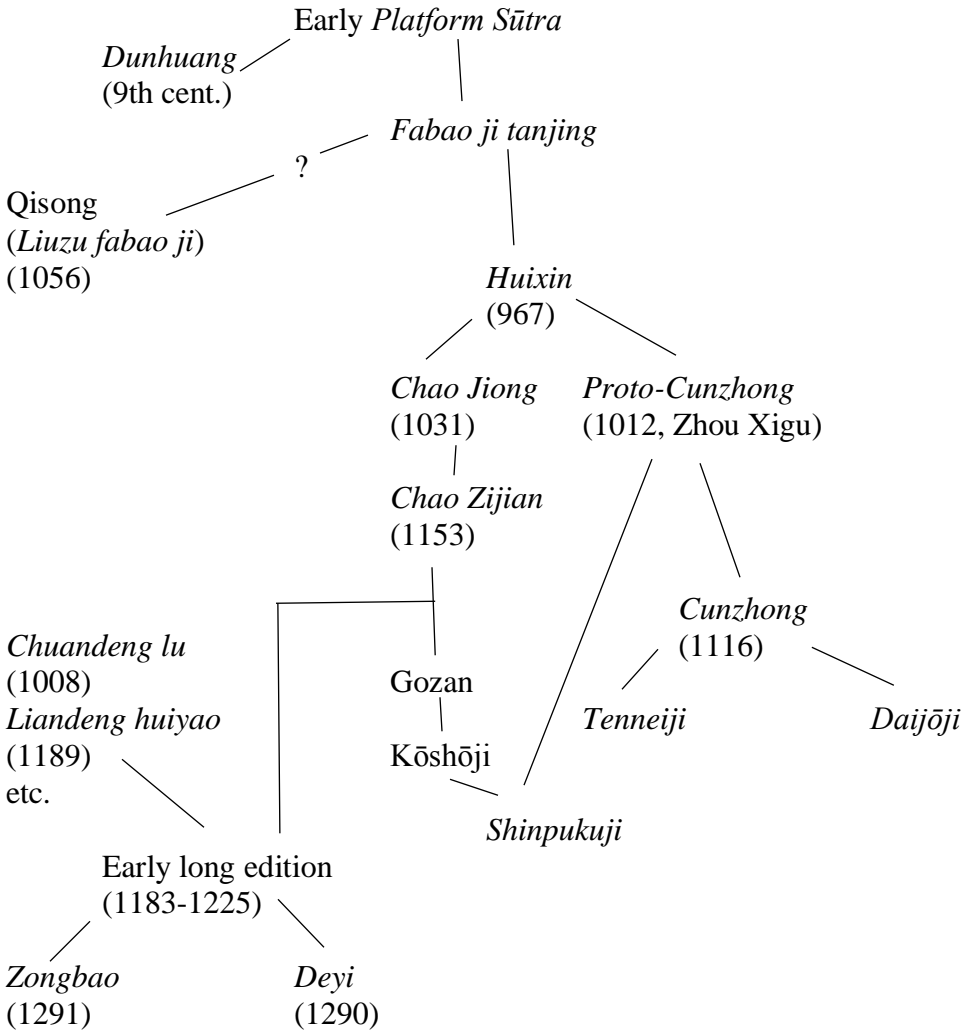 Early Platform Sūtra
Dunhuang
(9th cent.)
Fabao ji tanjing
?
Qisong
(Liuzu fabao ji)
(1056)
Huixin
(967)
Chao Jiong
(1031)
Proto-Cunzhong
(1012, Zhou Xigu)
Chao Zijian
(1153)
Cunzhong
(1116)
Chuandeng lu
(1008)
Liandeng huiyao
(1189)
etc.
Gozan
Tenneiji
Daijōji
Kōshōji
Shinpukuji
Early long edition
(1183-1225)
Zongbao
(1291)
Deyi
(1290)